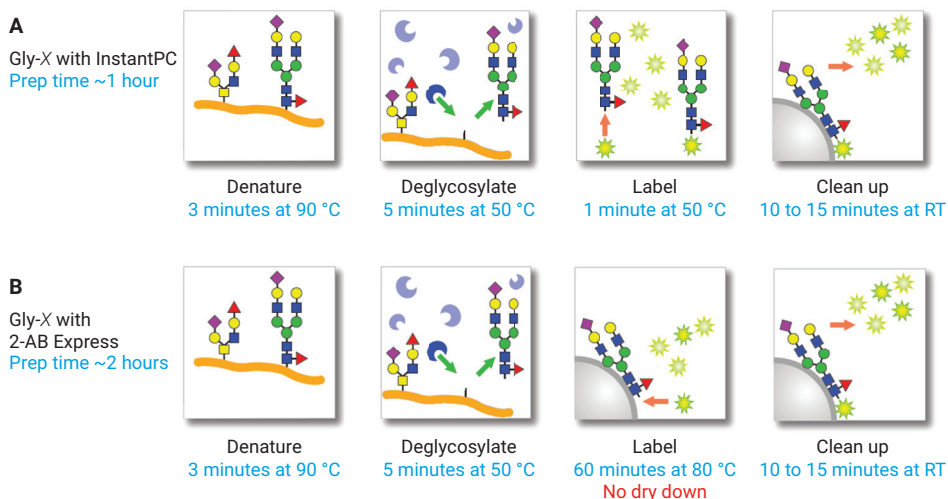 A
Gly-X with InstantPC
Prep time ~1 hour
Denature
3 minutes at 90 °C
Deglycosylate
5 minutes at 50 °C
Label
1 minute at 50 °C
Clean up
10 to 15 minutes at RT
B
Gly-X with
2-AB Express
Prep time ~2 hours
Denature
3 minutes at 90 °C
Deglycosylate
5 minutes at 50 °C
Label
60 minutes at 80 °C
No dry down
Clean up
10 to 15 minutes at RT